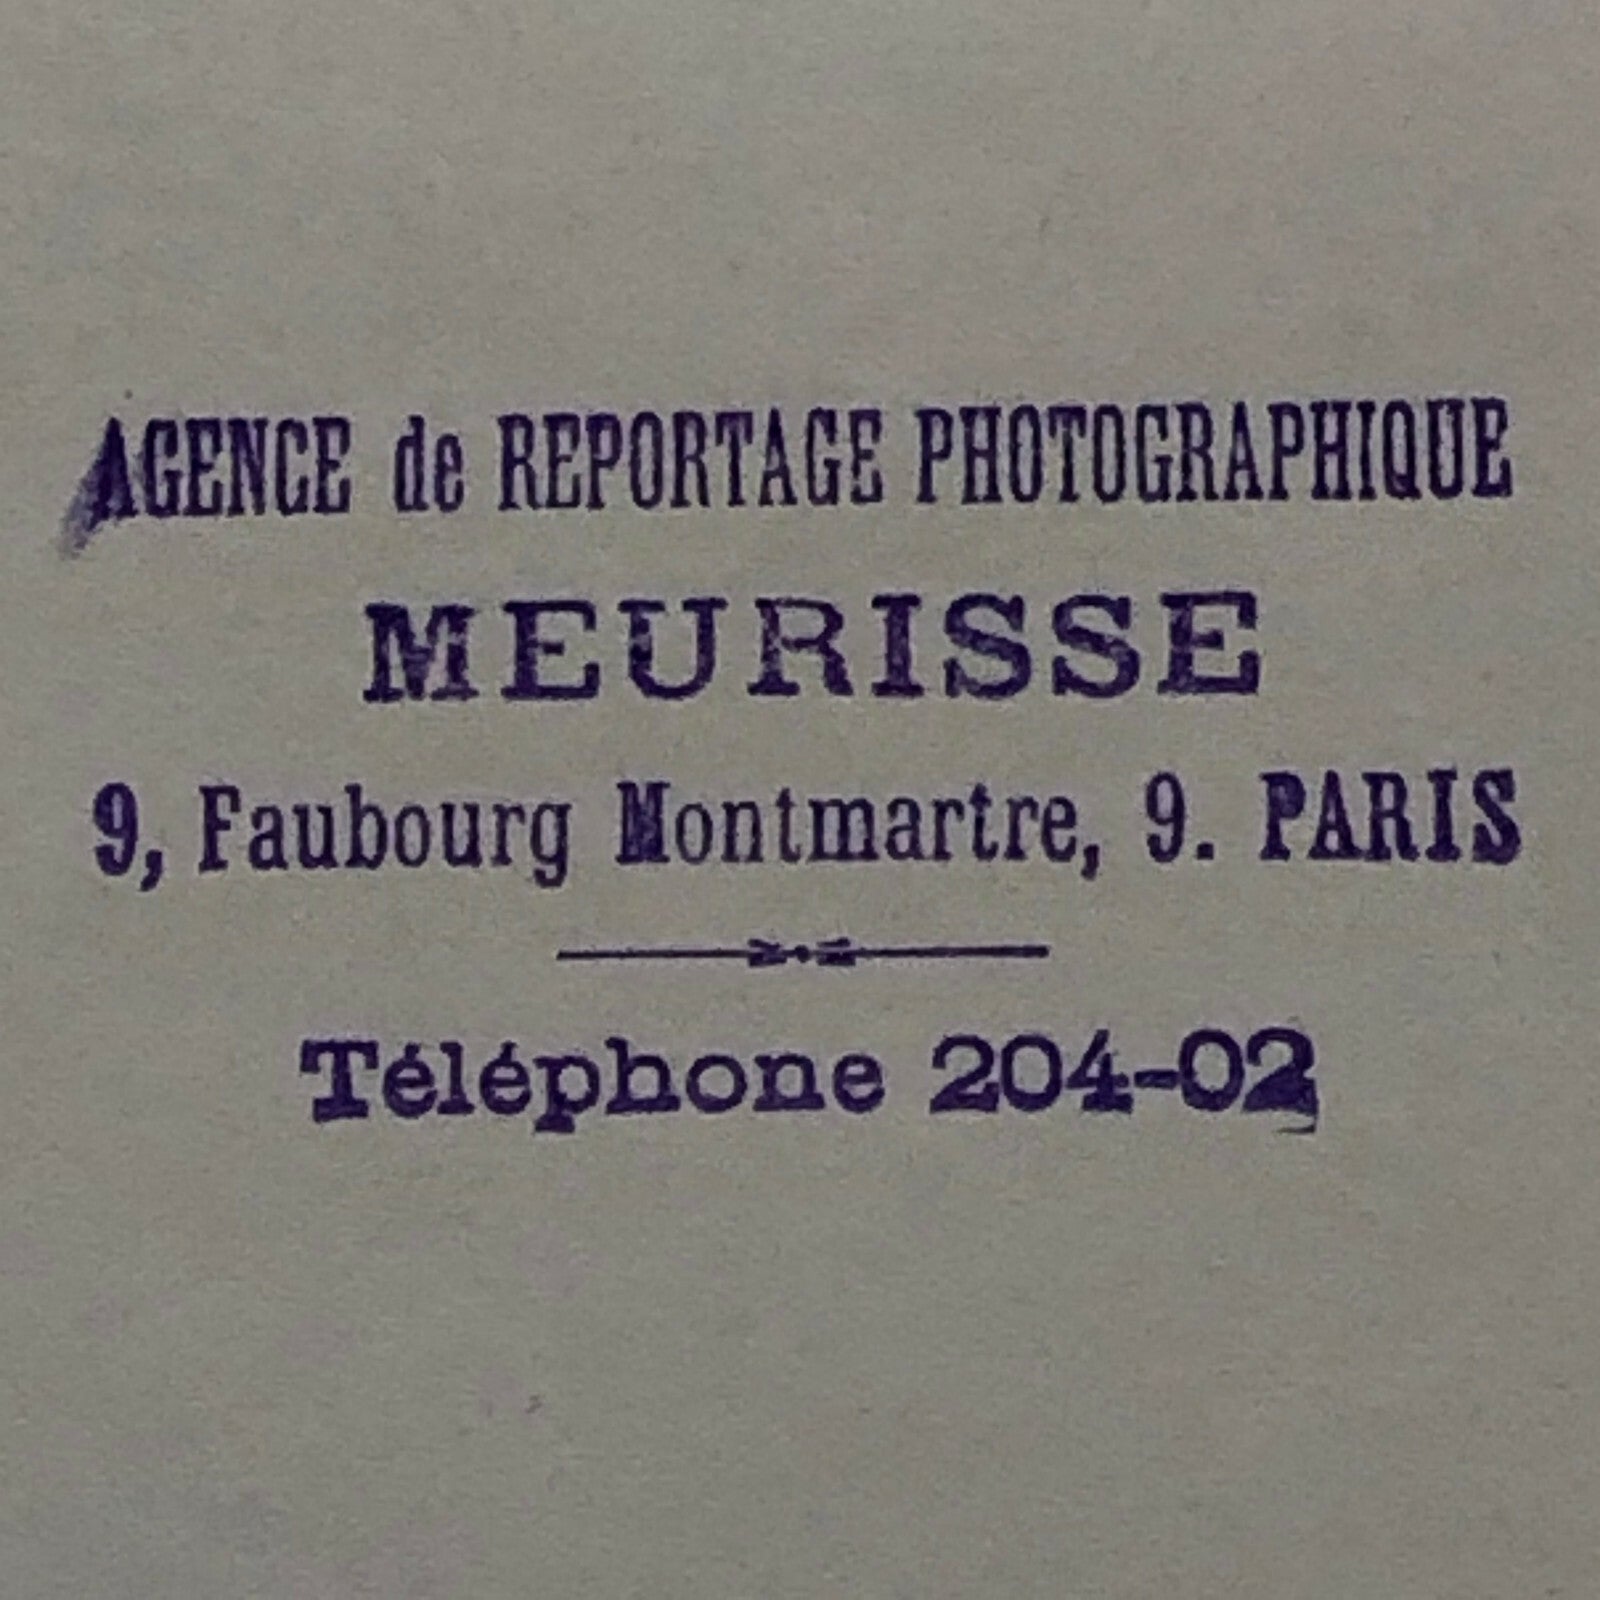 AGENCE de REPORTAGE PHOTOGRAPHIQUE
MEURISSE
9, Faubourg Montmartre, 9. PARIS
Téléphone 204-02